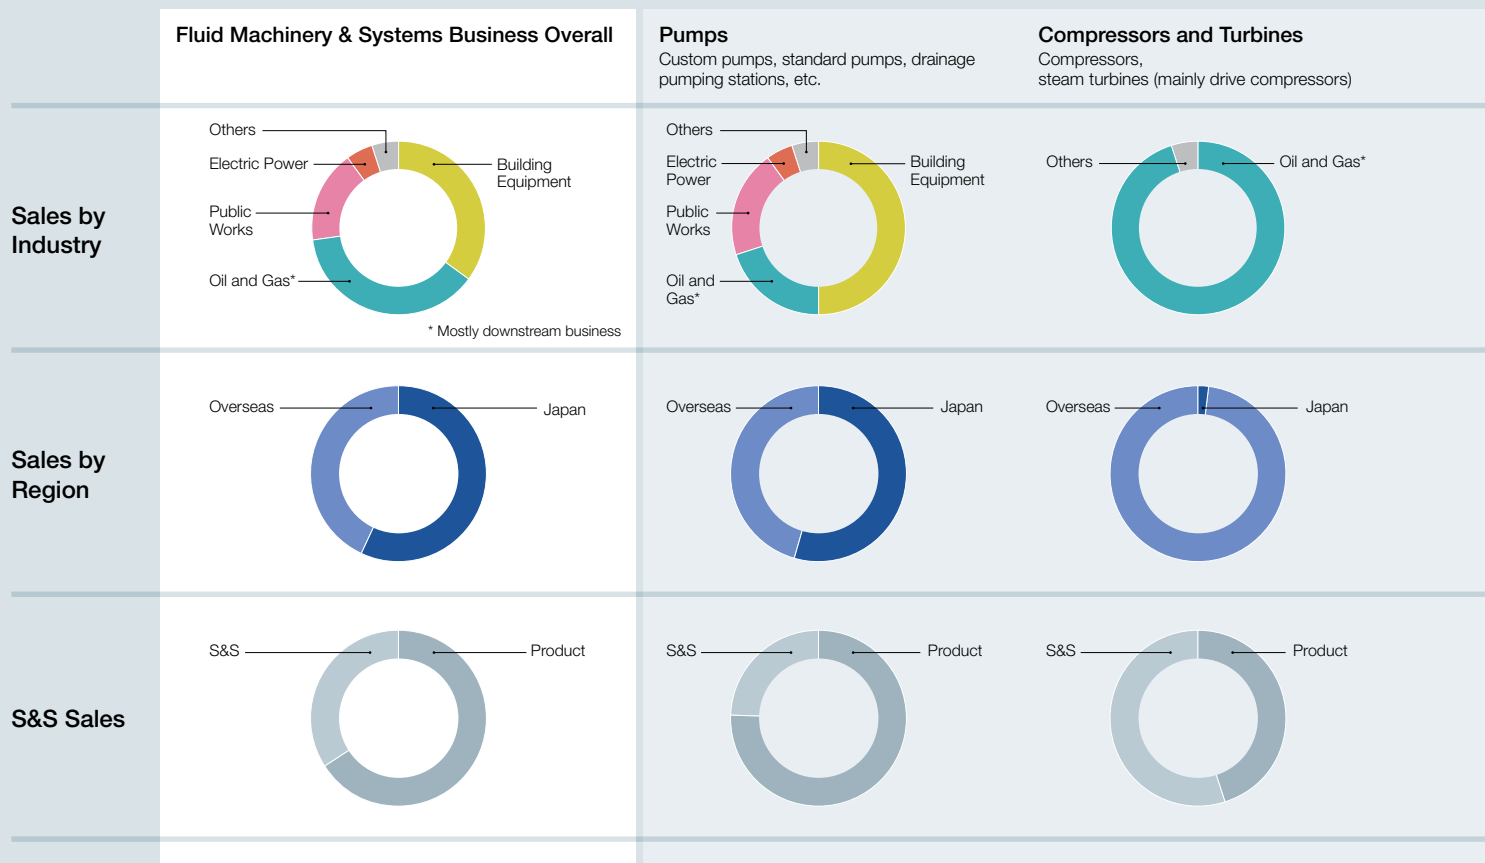 Fluid Machinery & Systems Business Overall
Pumps
Custom pumps, standard pumps, drainage
pumping stations, etc.
Compressors and Turbines
Compressors,
steam turbines (mainly drive compressors)
Sales by
Industry
Others
Electric Power
Public
Works
Oil and Gas*
Building
Equipment
* Mostly downstream business
Others
Electric
Power
Public
Works
Oil and
Gas*
Building
Equipment
Others
Oil and Gas*
Sales by
Region
Overseas
Japan
Overseas
Japan
Overseas
Japan
S&S Sales
S&S
Product
S&S
Product
S&S
Product